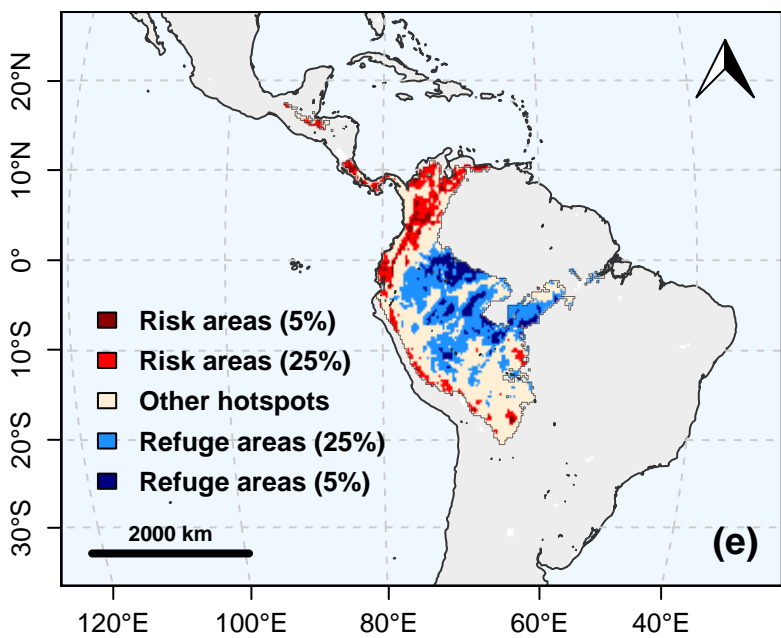 20°N
10°N
0°
10°S
20°S
30°S
Risk areas (5%)
Risk areas (25%)
Other hotspots
Refuge areas (25%)
Refuge areas (5%)
2000 km
(e)
120°E 100°E 80°E 60°E 40°E